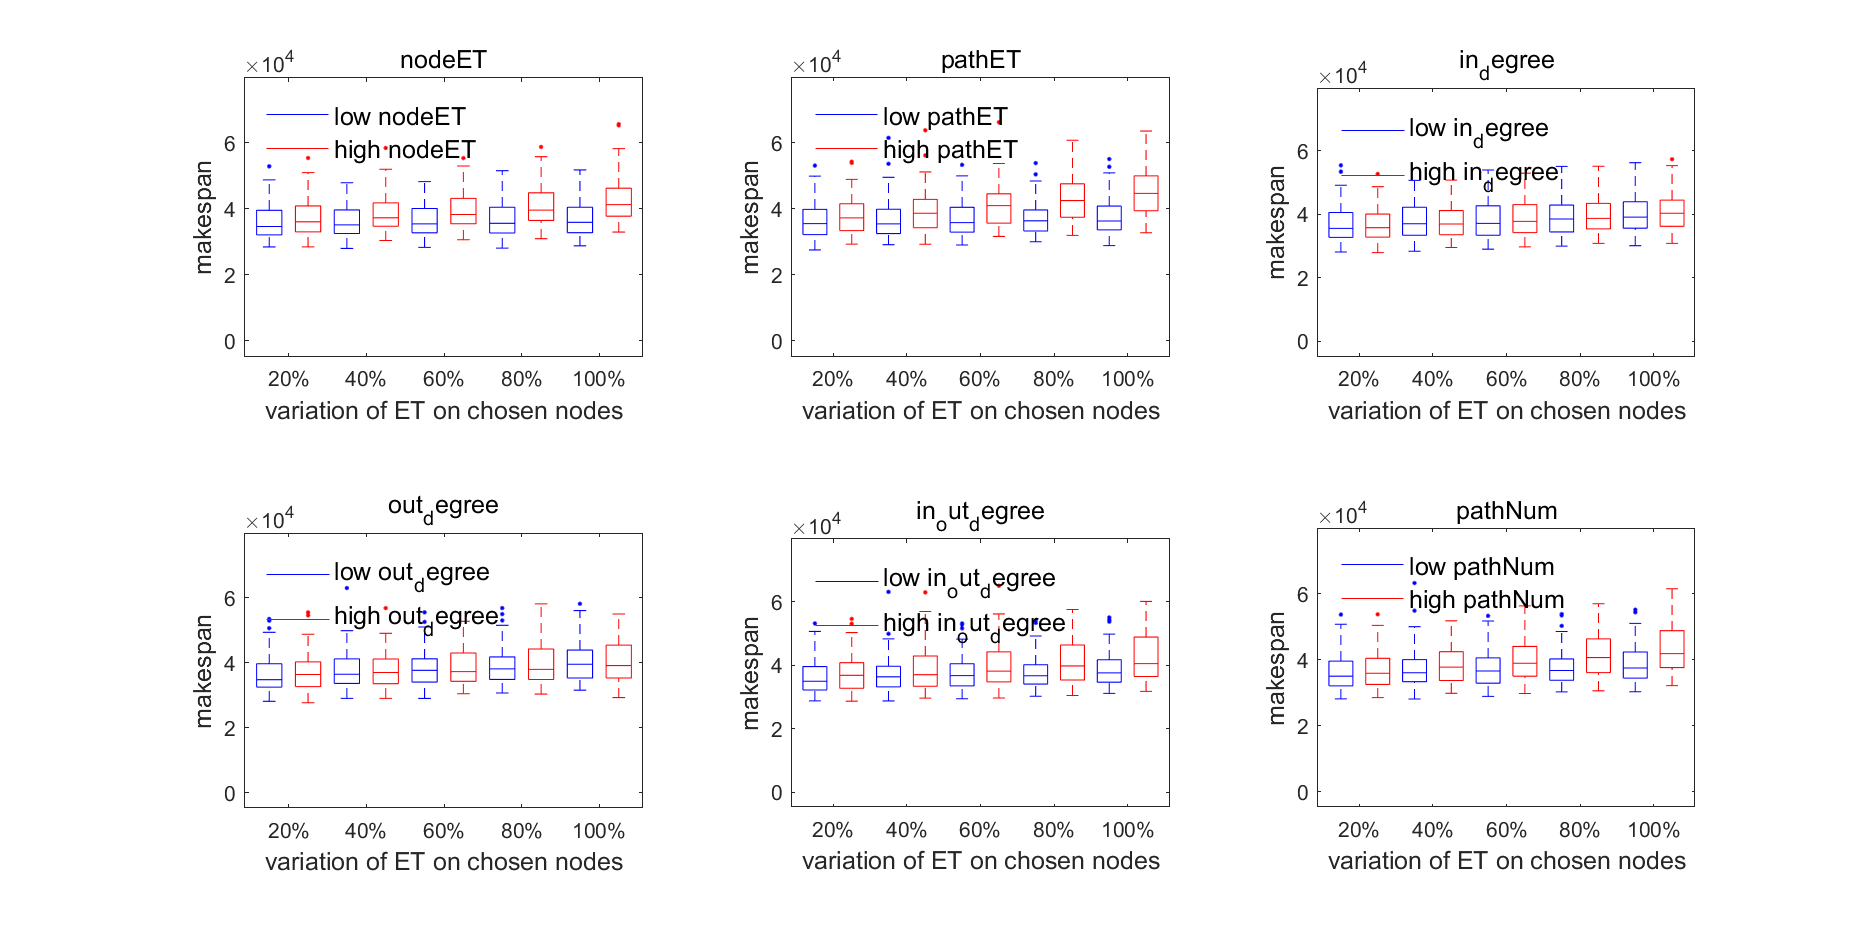 nodeET
×10^4
low nodeET
high nodeET
6
4
2
0
makespan
20% 40% 60% 80% 100%
variation of ET on chosen nodes
pathET
×10^4
low pathET
high pathET
6
4
2
0
makespan
20% 40% 60% 80% 100%
variation of ET on chosen nodes
in_degree
×10^4
low in_degree
high in_degree
6
4
2
0
makespan
20% 40% 60% 80% 100%
variation of ET on chosen nodes
out_degree
×10^4
low out_degree
high out_degree
6
4
2
0
makespan
20% 40% 60% 80% 100%
variation of ET on chosen nodes
in_out_degree
×10^4
low in_out_degree
high in_out_degree
6
4
2
0
makespan
20% 40% 60% 80% 100%
variation of ET on chosen nodes
pathNum
×10^4
low pathNum
high pathNum
6
4
2
0
makespan
20% 40% 60% 80% 100%
variation of ET on chosen nodes